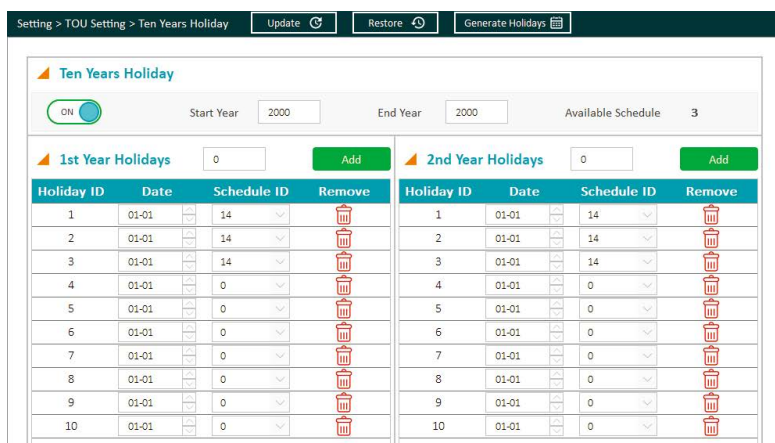 Setting > TOU Setting > Ten Years Holiday Update Restore Generate Holidays
Ten Years Holiday
ON Start Year 2000 End Year 2000 Available Schedule 3
1st Year Holidays 0 Add
Holiday ID Date Schedule ID Remove
1 01-01 14
2 01-01 14
3 01-01 14
4 01-01 0
5 01-01 0
6 01-01 0
7 01-01 0
8 01-01 0
9 01-01 0
10 01-01 0
2nd Year Holidays 0 Add
Holiday ID Date Schedule ID Remove
1 01-01 14
2 01-01 14
3 01-01 14
4 01-01 0
5 01-01 0
6 01-01 0
7 01-01 0
8 01-01 0
9 01-01 0
10 01-01 0